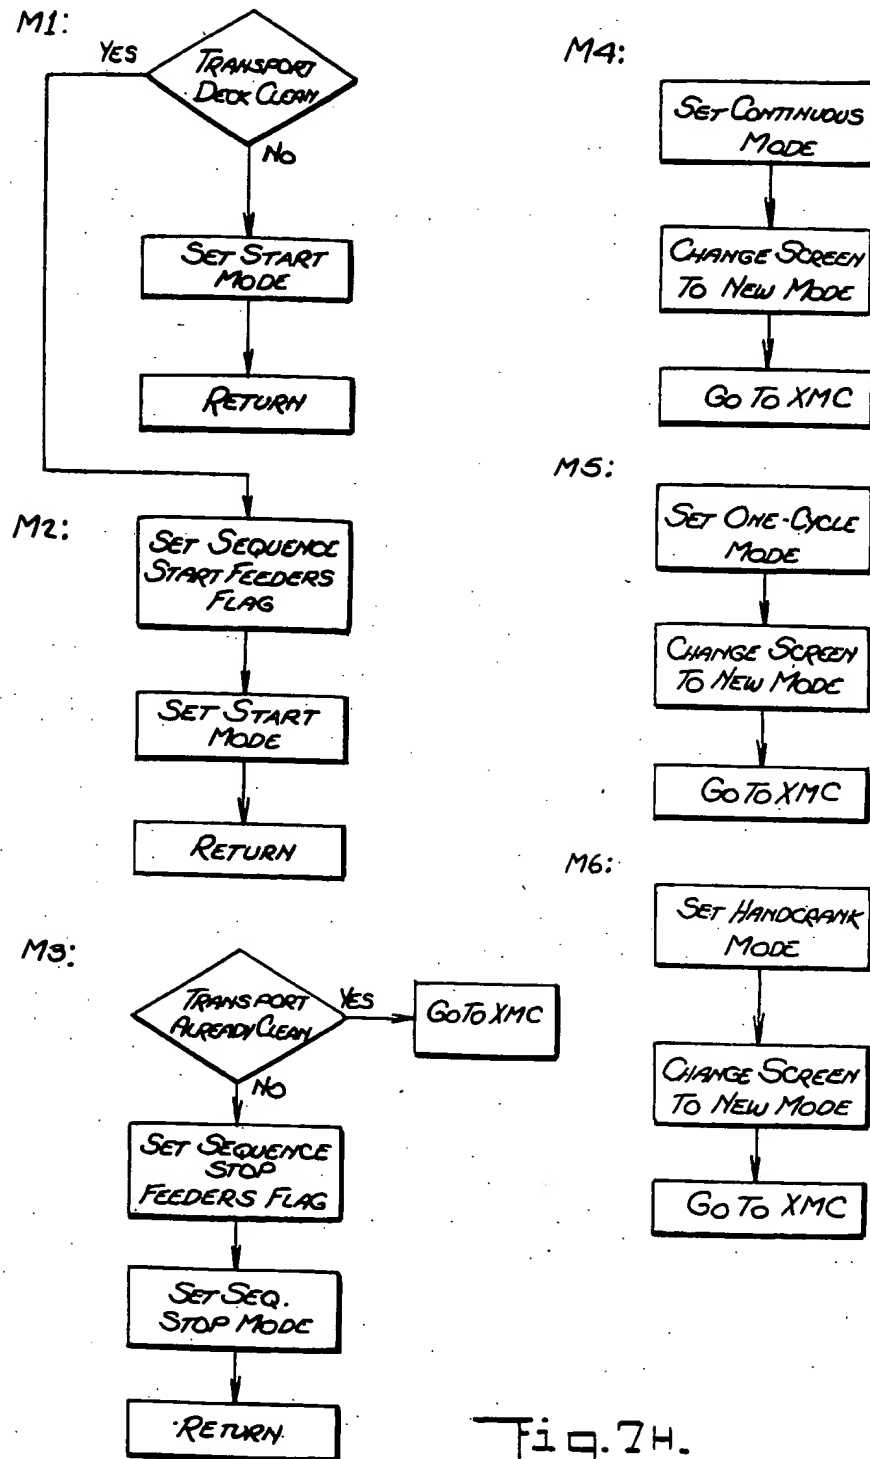 M1:
YES
TRANSPORT
DECK CLEAN
NO
SET START
MODE
RETURN
M2:
SET SEQUENCE
START FEEDERS
FLAG
SET START
MODE
RETURN
M3:
TRANSPORT
ALREADY CLEAN
YES
GO TO XMC
NO
SET SEQUENCE
STOP
FEEDERS FLAG
SET SEQ.
STOP MODE
RETURN
M4:
SET CONTINUOUS
MODE
CHANGE SCREEN
TO NEW MODE
GO TO XMC
M5:
SET ONE-CYCLE
MODE
CHANGE SCREEN
TO NEW MODE
GO TO XMC
M6:
SET HANDCRANK
MODE
CHANGE SCREEN
TO NEW MODE
GO TO XMC
Fig. 7H.